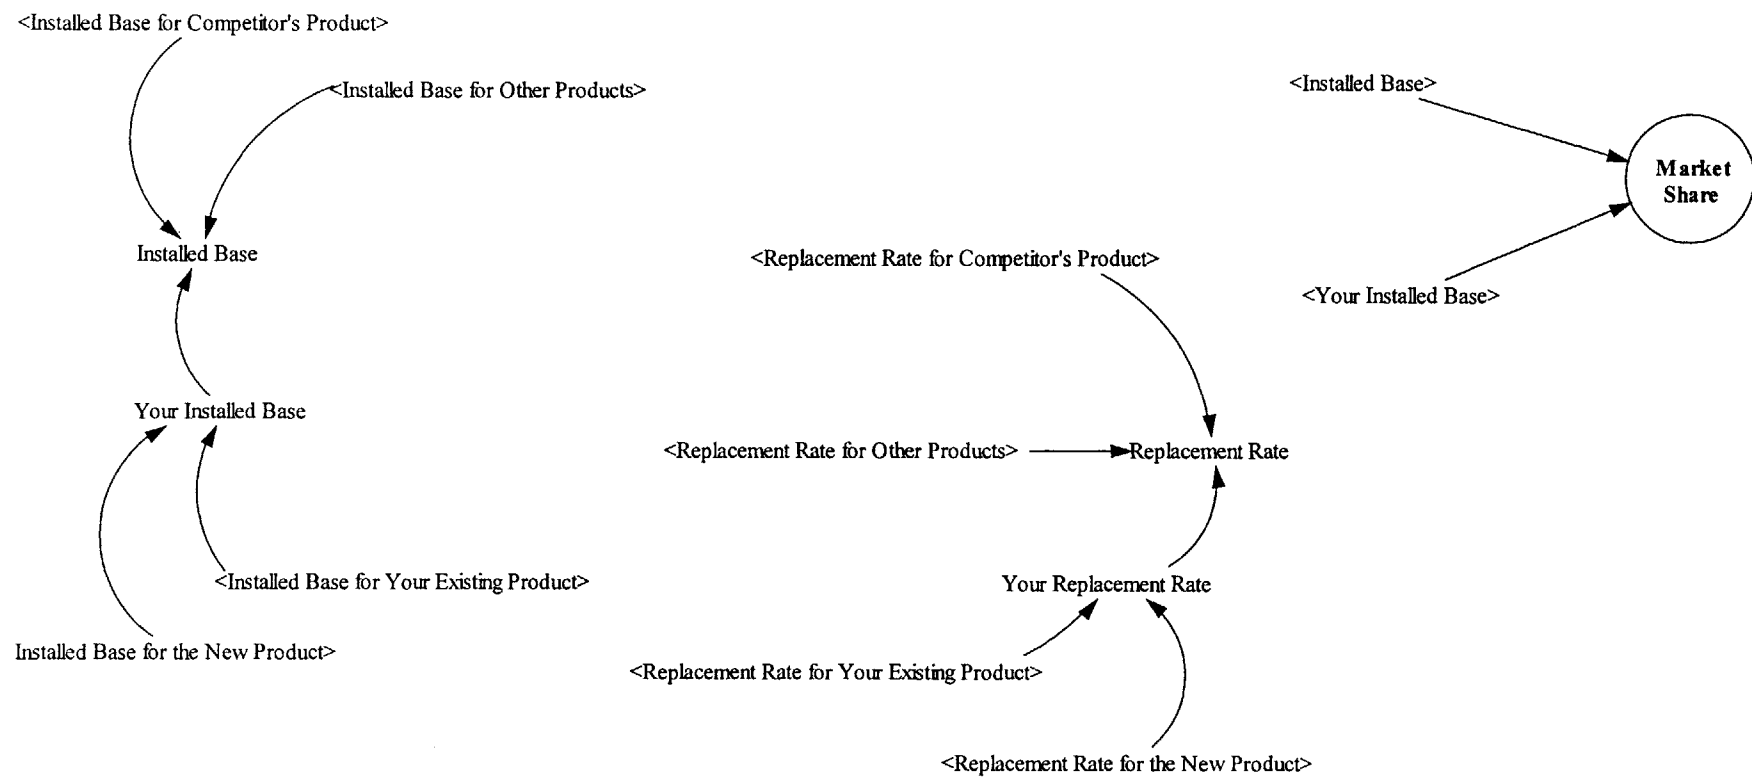 <Installed Base for Competitor's Product>
<Installed Base for Other Products>
<Installed Base>
Market
Share
Installed Base
<Replacement Rate for Competitor's Product>
<Your Installed Base>
Your Installed Base
<Replacement Rate for Other Products>
Replacement Rate
<Installed Base for Your Existing Product>
Your Replacement Rate
Installed Base for the New Product>
<Replacement Rate for Your Existing Product>
<Replacement Rate for the New Product>